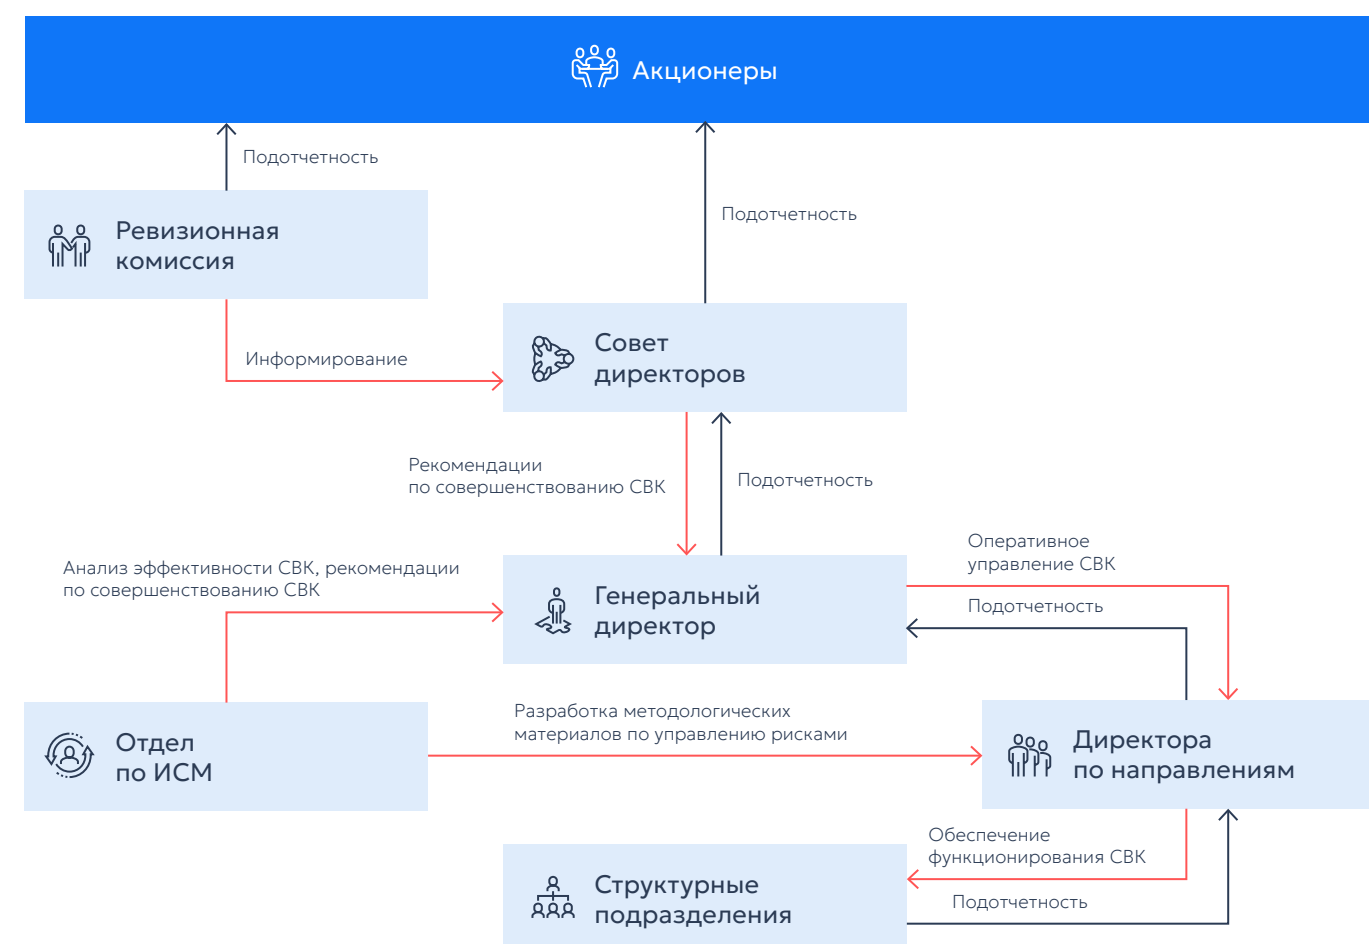 Акционеры
Подотчетность
Подотчетность
Ревизионная
комиссия
Информирование
Совет
директоров
Рекомендации
по совершенствованию СВК
Подотчетность
Оперативное
управление СВК
Анализ эффективности СВК, рекомендации
по совершенствованию СВК
Генеральный
директор
Подотчетность
Отдел
по ИСМ
Разработка методологических
материалов по управлению рисками
Директора
по направлениям
Обеспечение
функционирования СВК
Структурные
подразделения
Подотчетность